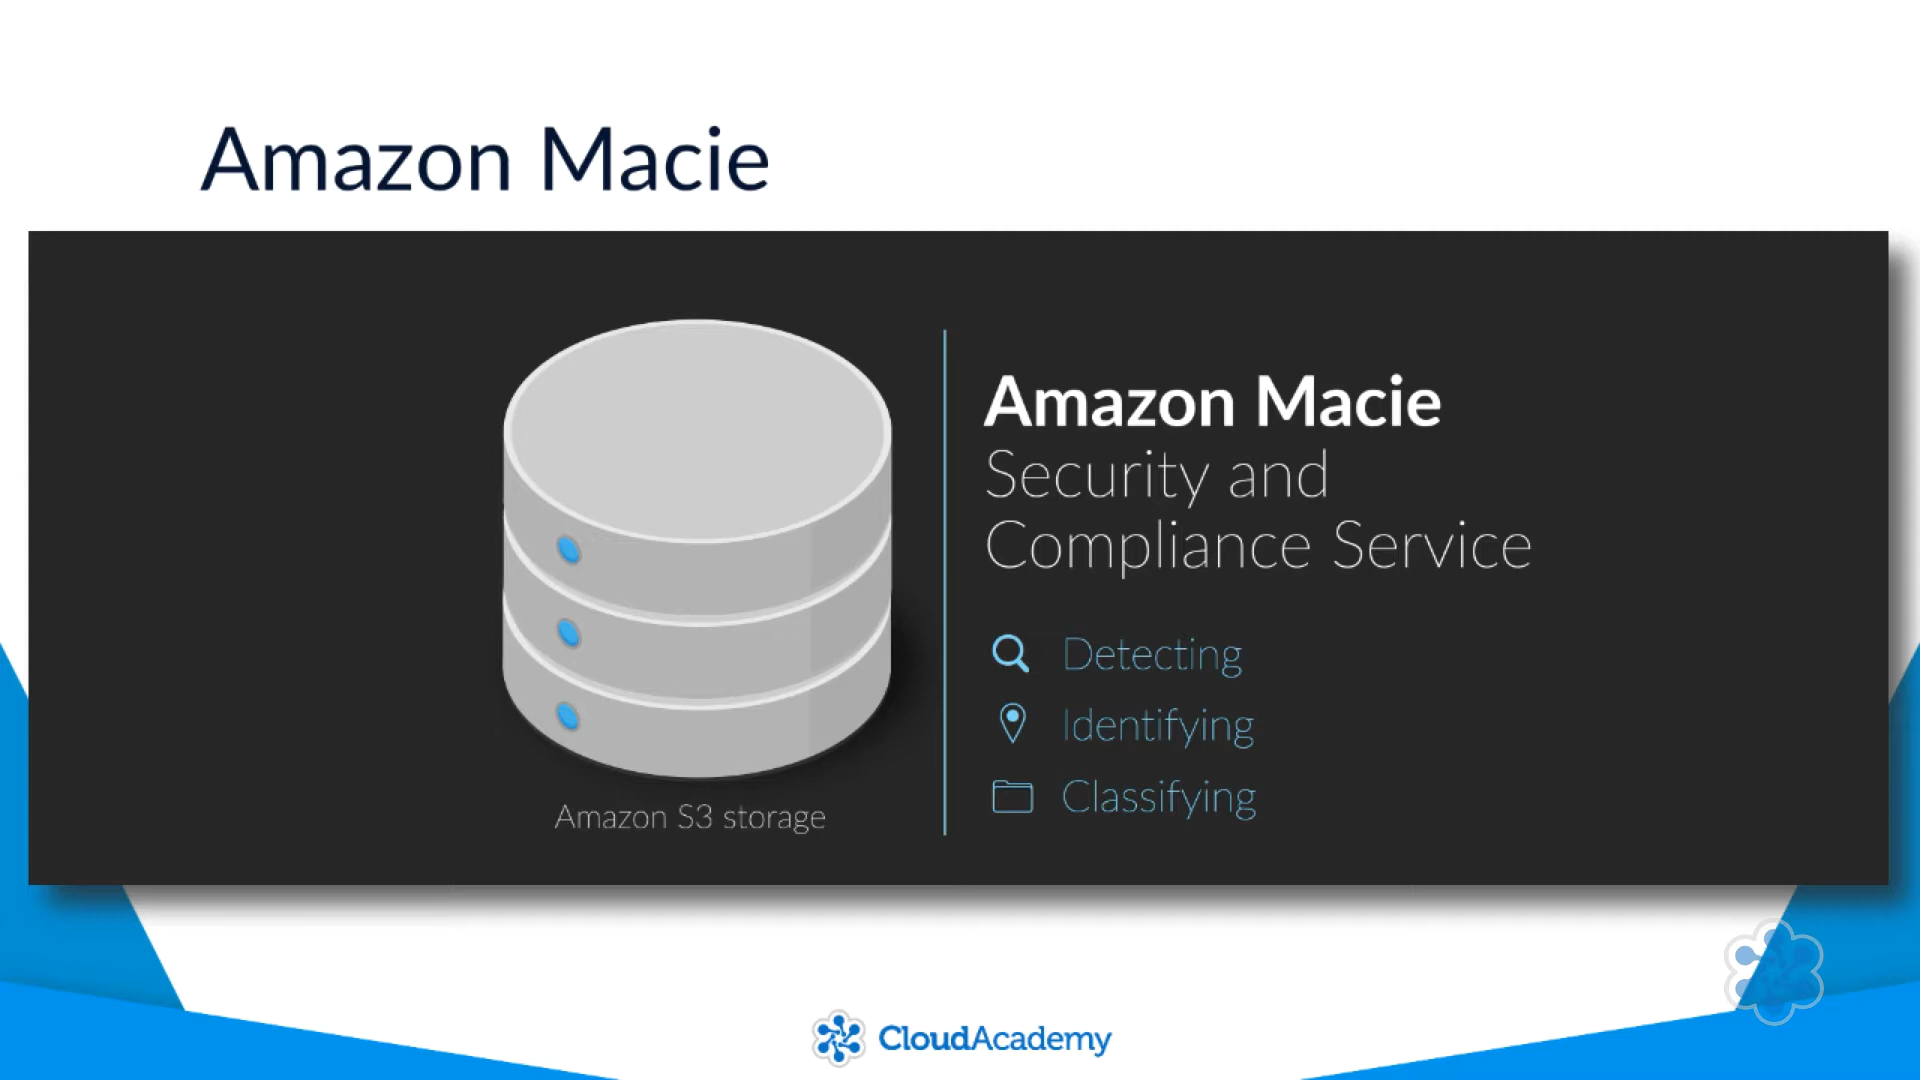 Amazon Macie
Amazon S3 storage
Amazon Macie
Security and
Compliance Service
Detecting
Identifying
Classifying
CloudAcademy